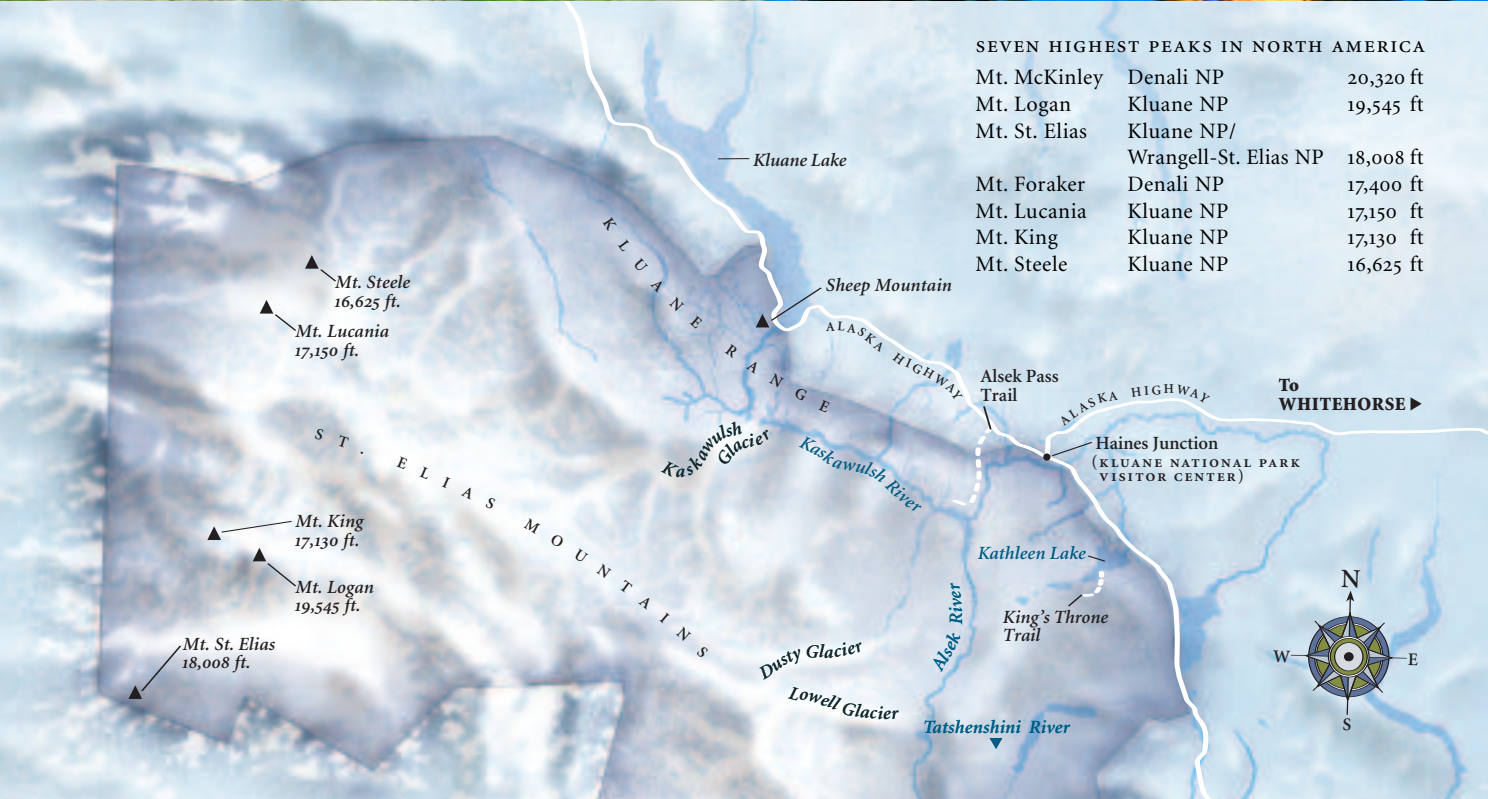 SEVEN HIGHEST PEAKS IN NORTH AMERICA
Mt. McKinley Denali NP 20,320 ft
Mt. Logan Kluane NP 19,545 ft
Mt. St. Elias Kluane NP/
Wrangell-St. Elias NP 18,008 ft
Mt. Foraker Denali NP 17,400 ft
Mt. Lucania Kluane NP 17,150 ft
Mt. King Kluane NP 17,130 ft
Mt. Steele Kluane NP 16,625 ft
Kluane Lake
KLUANE RANGE
Mt. Steele
16,625 ft.
Mt. Lucania
17,150 ft.
Sheep Mountain
ALASKA HIGHWAY
Alsek Pass
Trail
ALASKA HIGHWAY
To
WHITEHORSE
Haines Junction
(KLUANE NATIONAL PARK
VISITOR CENTER)
Kaskawulsh
Glacier
Kaskawulsh River
ST. ELIAS MOUNTAINS
Mt. King
17,130 ft.
Mt. Logan
19,545 ft.
Mt. St. Elias
18,008 ft.
Kathleen Lake
King's Throne
Trail
Alsek River
Dusty Glacier
Lowell Glacier
Tatshenshini River
N
W
E
S